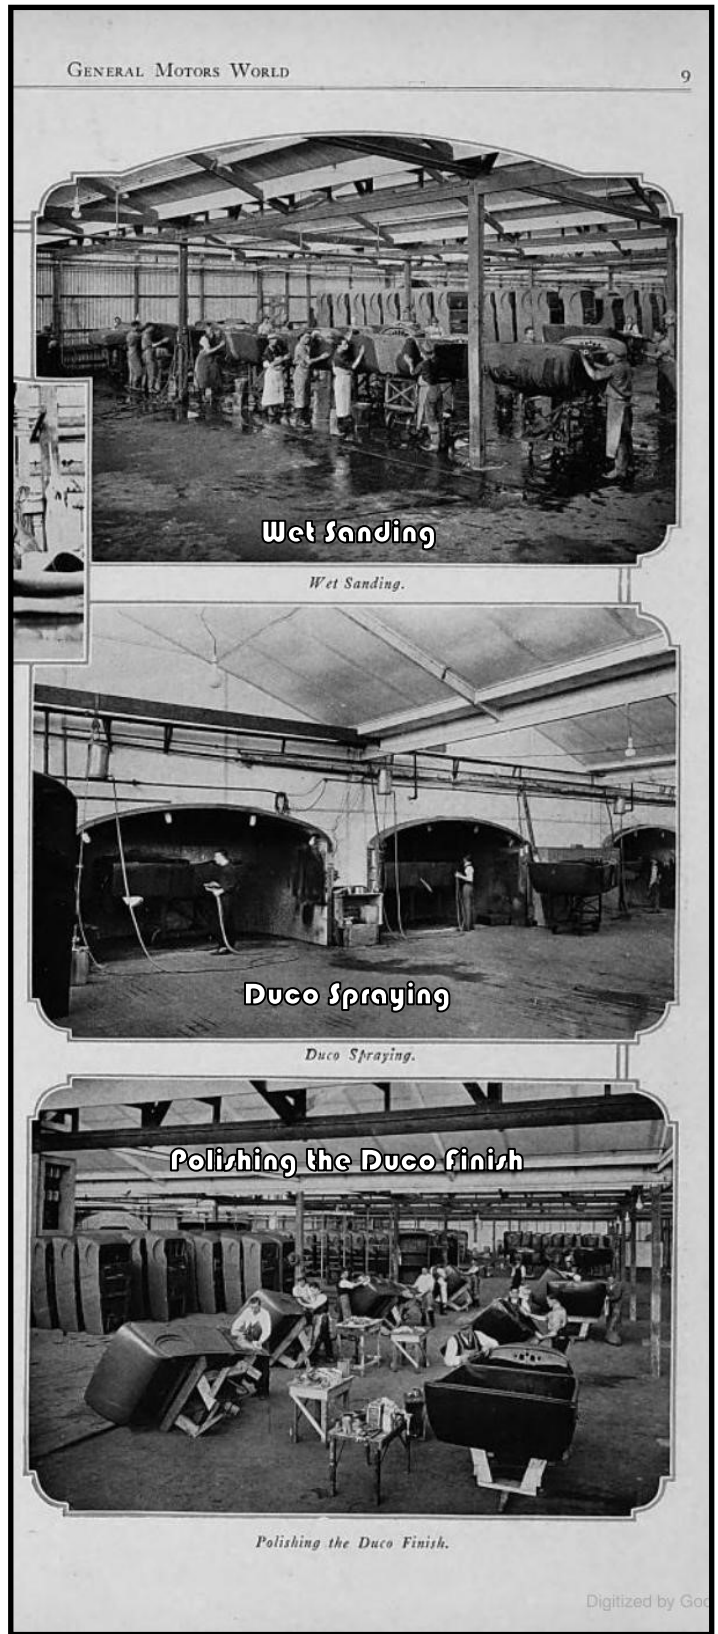 General Motors World
9
Wet Sanding
Wet Sanding.
Duco Spraying
Duco Spraying.
Polishing the Duco Finish
Polishing the Duco Finish.
Digitized by Goo